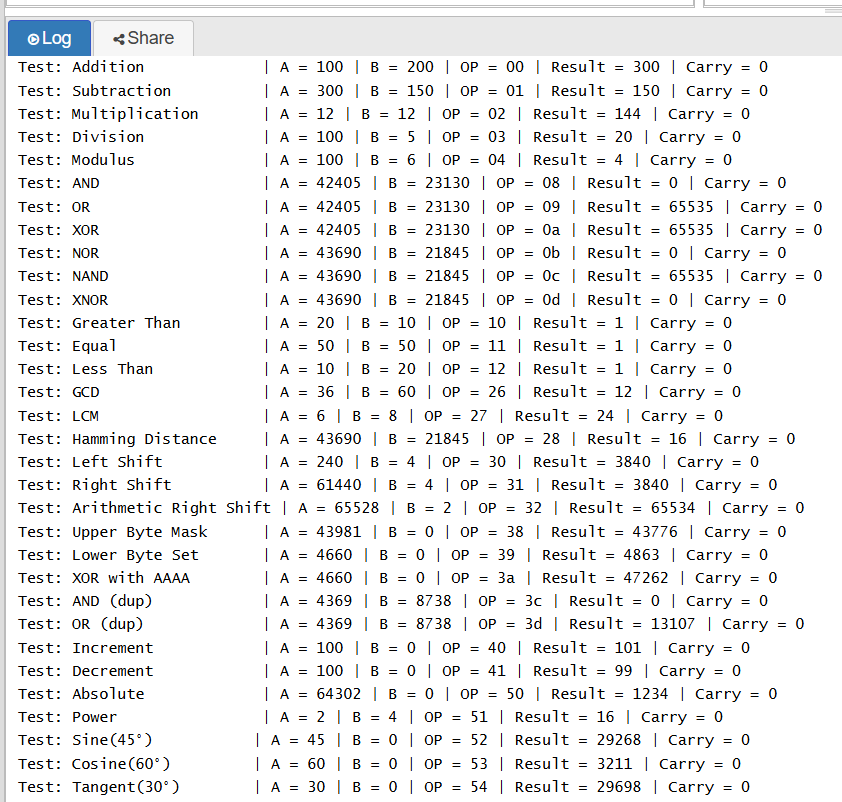 Log Share
Test: Addition | A = 100 | B = 200 | OP = 00 | Result = 300 | Carry = 0
Test: Subtraction | A = 300 | B = 150 | OP = 01 | Result = 150 | Carry = 0
Test: Multiplication | A = 12 | B = 12 | OP = 02 | Result = 144 | Carry = 0
Test: Division | A = 100 | B = 5 | OP = 03 | Result = 20 | Carry = 0
Test: Modulus | A = 100 | B = 6 | OP = 04 | Result = 4 | Carry = 0
Test: AND | A = 42405 | B = 23130 | OP = 08 | Result = 0 | Carry = 0
Test: OR | A = 42405 | B = 23130 | OP = 09 | Result = 65535 | Carry = 0
Test: XOR | A = 42405 | B = 23130 | OP = 0a | Result = 65535 | Carry = 0
Test: NOR | A = 43690 | B = 21845 | OP = 0b | Result = 0 | Carry = 0
Test: NAND | A = 43690 | B = 21845 | OP = 0c | Result = 65535 | Carry = 0
Test: XNOR | A = 43690 | B = 21845 | OP = 0d | Result = 0 | Carry = 0
Test: Greater Than | A = 20 | B = 10 | OP = 10 | Result = 1 | Carry = 0
Test: Equal | A = 50 | B = 50 | OP = 11 | Result = 1 | Carry = 0
Test: Less Than | A = 10 | B = 20 | OP = 12 | Result = 1 | Carry = 0
Test: GCD | A = 36 | B = 60 | OP = 26 | Result = 12 | Carry = 0
Test: LCM | A = 6 | B = 8 | OP = 27 | Result = 24 | Carry = 0
Test: Hamming Distance | A = 43690 | B = 21845 | OP = 28 | Result = 16 | Carry = 0
Test: Left Shift | A = 240 | B = 4 | OP = 30 | Result = 3840 | Carry = 0
Test: Right Shift | A = 61440 | B = 4 | OP = 31 | Result = 3840 | Carry = 0
Test: Arithmetic Right Shift | A = 65528 | B = 2 | OP = 32 | Result = 65534 | Carry = 0
Test: Upper Byte Mask | A = 43981 | B = 0 | OP = 38 | Result = 43776 | Carry = 0
Test: Lower Byte Set | A = 4660 | B = 0 | OP = 39 | Result = 4863 | Carry = 0
Test: XOR with AAAA | A = 4660 | B = 0 | OP = 3a | Result = 47262 | Carry = 0
Test: AND (dup) | A = 4369 | B = 8738 | OP = 3c | Result = 0 | Carry = 0
Test: OR (dup) | A = 4369 | B = 8738 | OP = 3d | Result = 13107 | Carry = 0
Test: Increment | A = 100 | B = 0 | OP = 40 | Result = 101 | Carry = 0
Test: Decrement | A = 100 | B = 0 | OP = 41 | Result = 99 | Carry = 0
Test: Absolute | A = 64302 | B = 0 | OP = 50 | Result = 1234 | Carry = 0
Test: Power | A = 2 | B = 4 | OP = 51 | Result = 16 | Carry = 0
Test: Sine(45°) | A = 45 | B = 0 | OP = 52 | Result = 29268 | Carry = 0
Test: Cosine(60°) | A = 60 | B = 0 | OP = 53 | Result = 3211 | Carry = 0
Test: Tangent(30°) | A = 30 | B = 0 | OP = 54 | Result = 29698 | Carry = 0